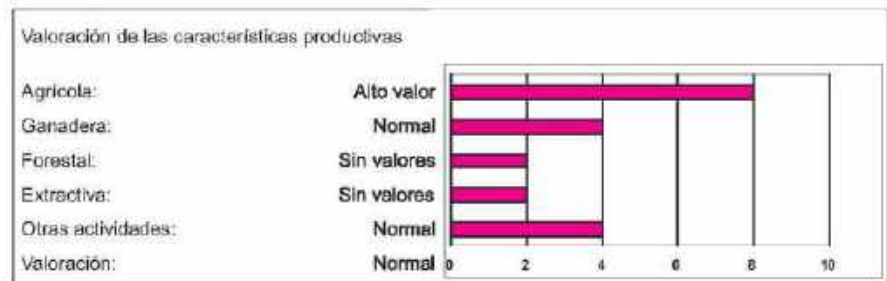 Valoración de las características productivas
Agrícola: Alto valor
Ganadera: Normal
Forestal: Sin valores
Extractiva: Sin valores
Otras actividades: Normal
Valoración: Normal
0 2 4 6 8 10